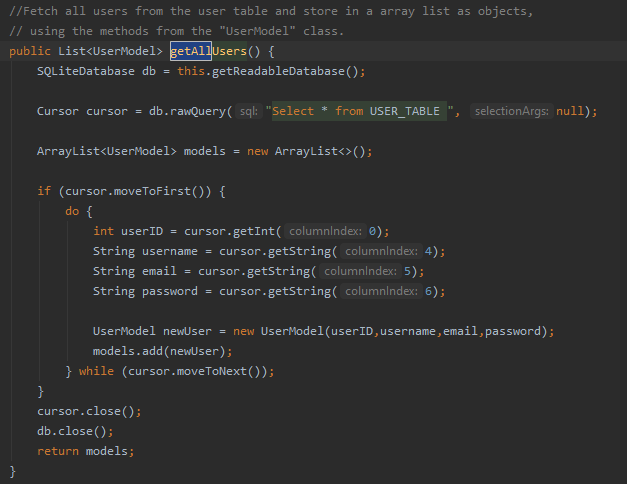 //Fetch all users from the user table and store in a array list as objects,
// using the methods from the "UserModel" class.
public List<UserModel> getAllUsers() {
SQLiteDatabase db = this.getReadableDatabase();
Cursor cursor = db.rawQuery( sql: "Select * from USER_TABLE ", selectionArgs: null);
ArrayList<UserModel> models = new ArrayList<>();
if (cursor.moveToFirst()) {
do {
int userID = cursor.getInt( columnIndex: 0);
String username = cursor.getString( columnIndex: 4);
String email = cursor.getString( columnIndex: 5);
String password = cursor.getString( columnIndex: 6);
UserModel newUser = new UserModel(userID,username,email,password);
models.add(newUser);
} while (cursor.moveToNext());
}
cursor.close();
db.close();
return models;
}